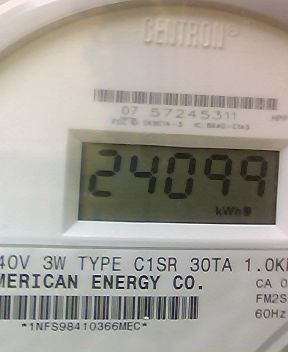 CENTRON®
07 57245311
24099
kWh
40V 3W TYPE C1SR 30TA 1.0K
MERICAN ENERGY CO.
CA 0
FM2S
60Hz
*1NFS98410366MEC*